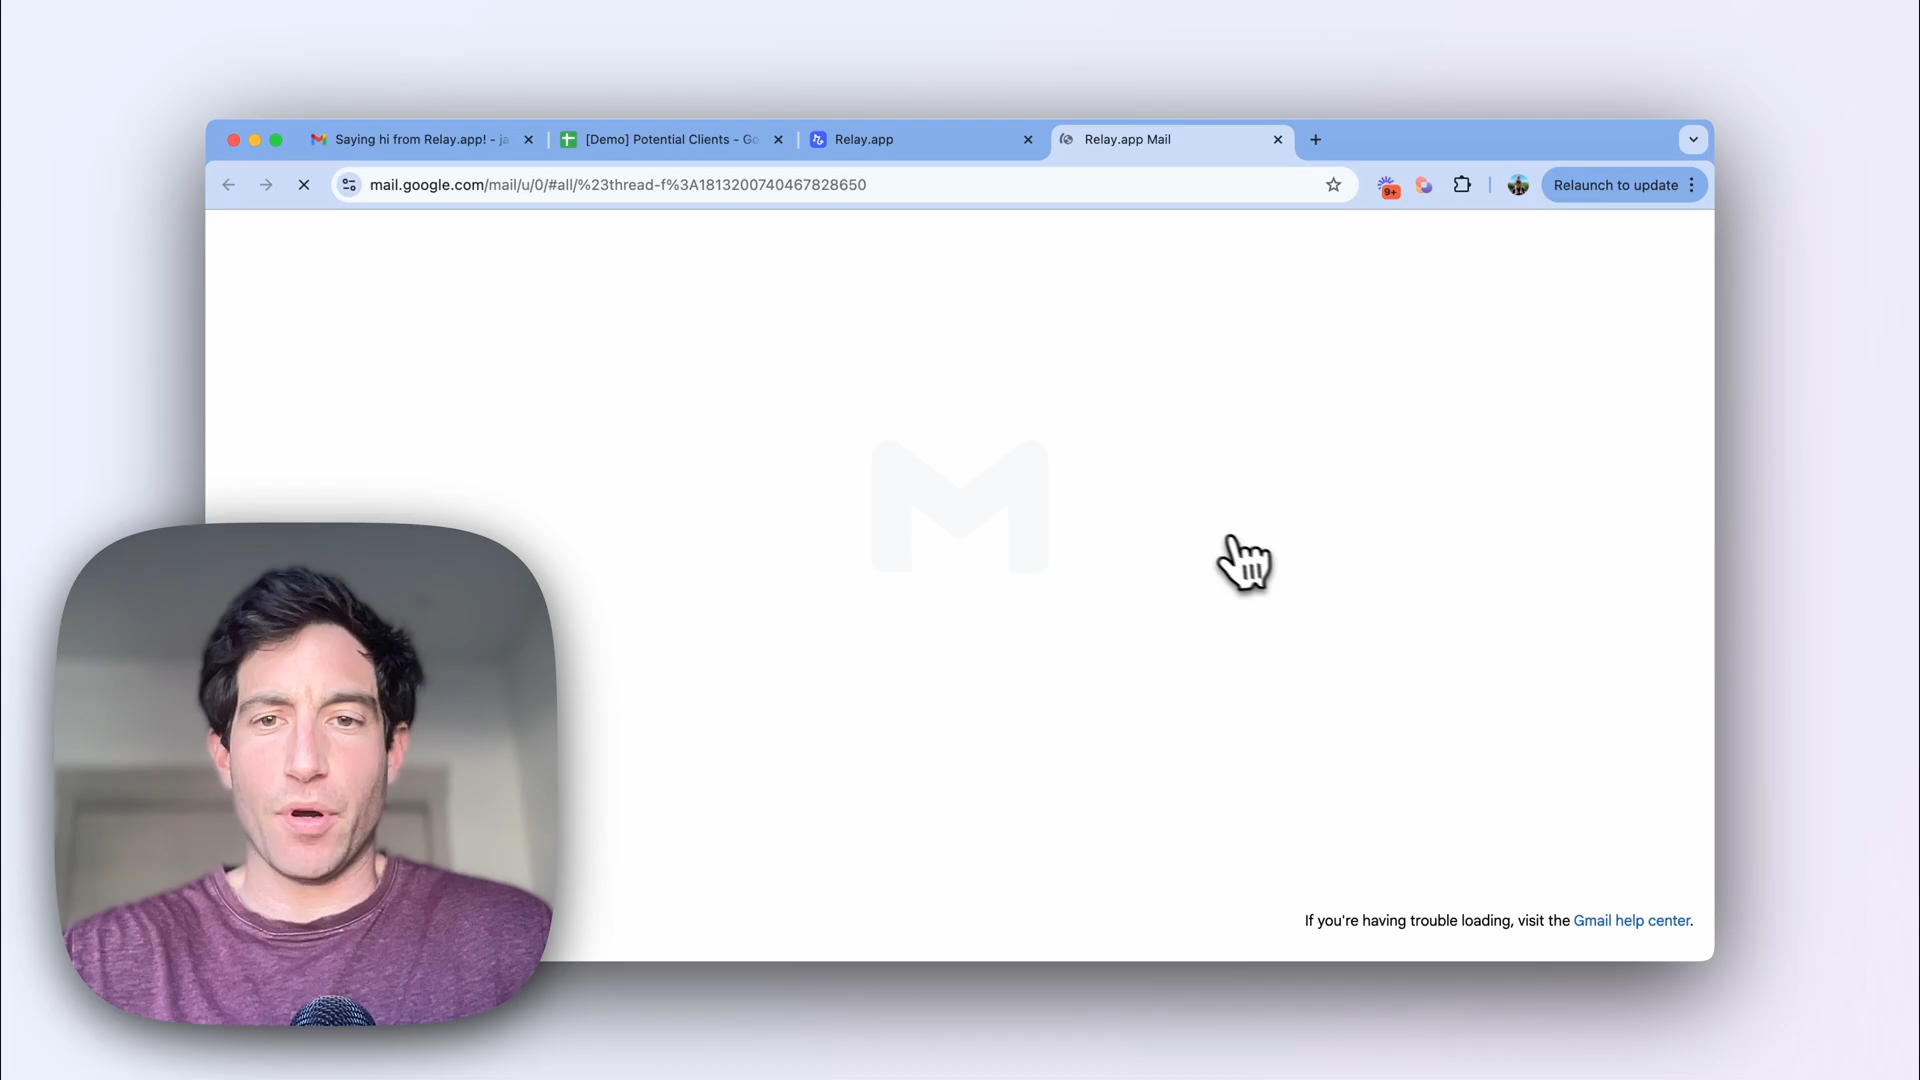 Saying hi from Relay.app! - ja
[Demo] Potential Clients - Go
Relay.app
Relay.app Mail
mail.google.com/mail/u/0/#all/%23thread-f%3A1813200740467828650
9+
Relaunch to update
If you're having trouble loading, visit the Gmail help center.